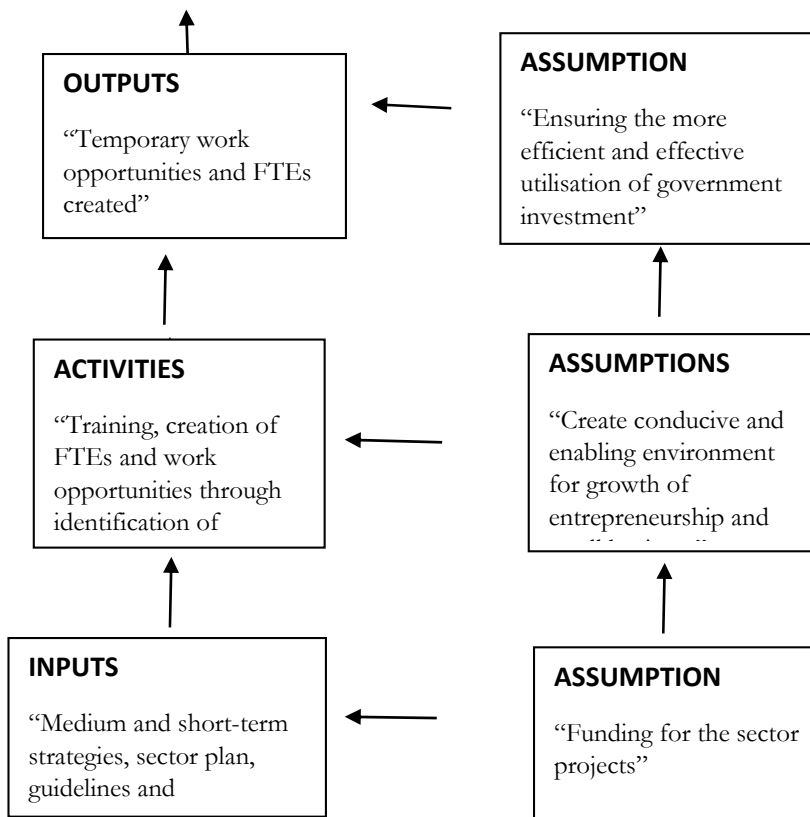 OUTPUTS
“Temporary work
opportunities and FTEs
created”
ASSUMPTION
“Ensuring the more
efficient and effective
utilisation of government
investment”
ACTIVITIES
“Training, creation of
FTEs and work
opportunities through
identification of
ASSUMPTIONS
“Create conducive and
enabling environment
for growth of
entrepreneurship and
INPUTS
“Medium and short-term
strategies, sector plan,
guidelines and
ASSUMPTION
“Funding for the sector
projects”